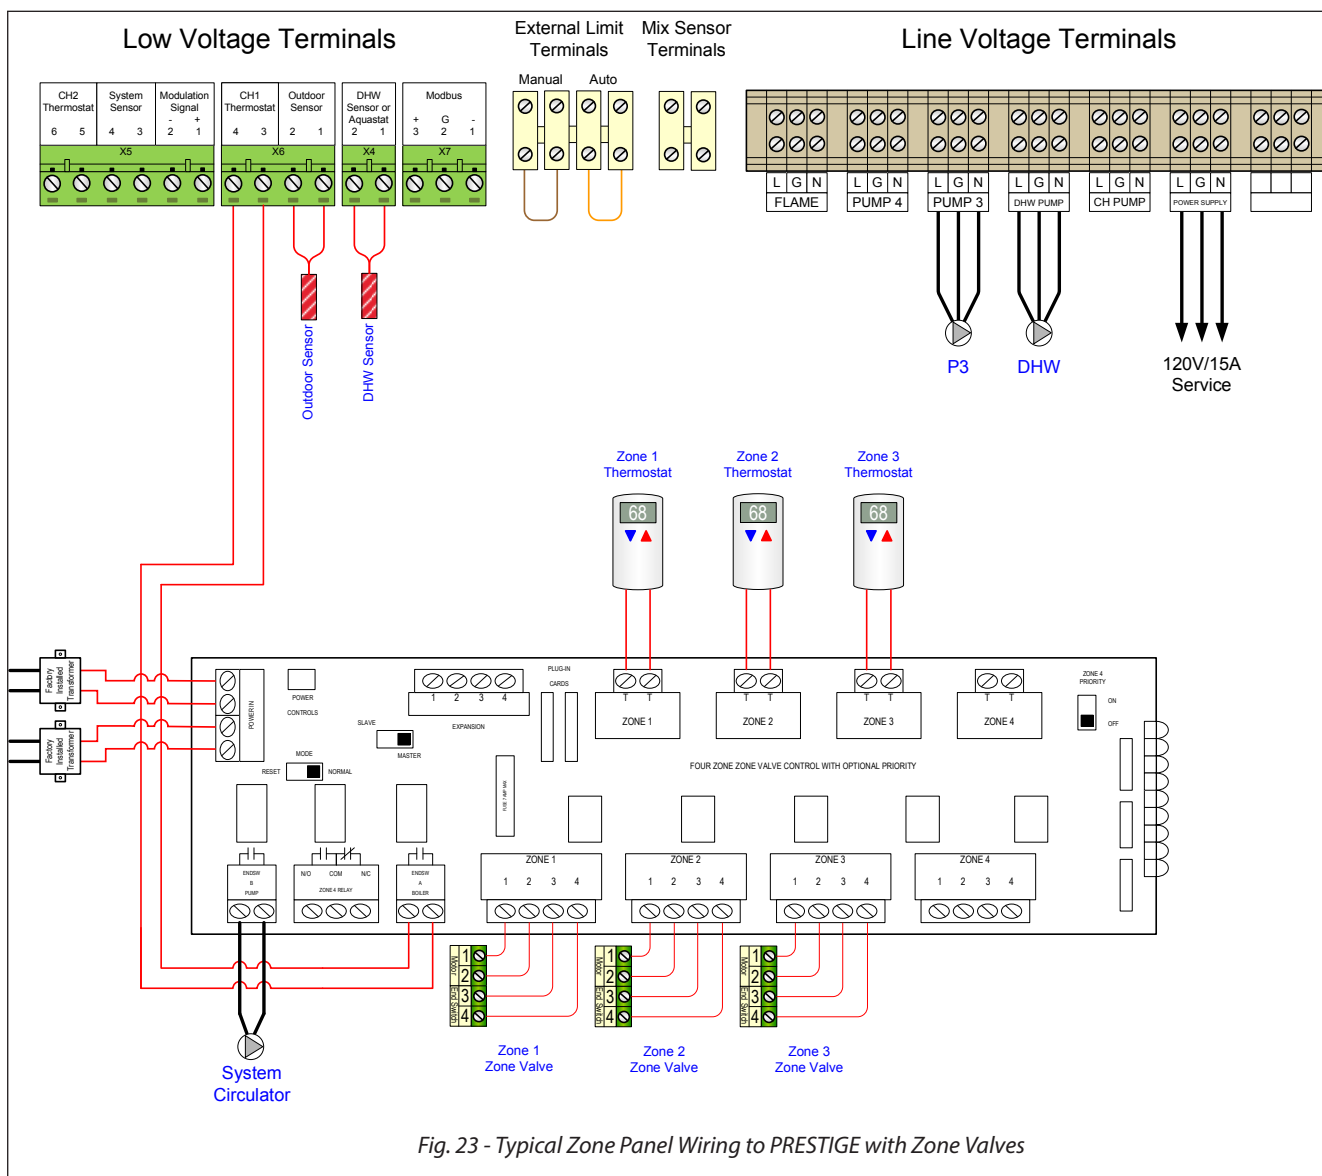 Low Voltage Terminals
External Limit
Terminals
Mix Sensor
Terminals
Line Voltage Terminals
Manual Auto
CH2
Thermostat
6 5
System
Sensor
4 3
Modulation
Signal
- +
2 1
CH1
Thermostat
4 3
Outdoor
Sensor
2 1
DHW
Sensor or
Aquastat
2 1
Modbus
+ G -
3 2 1
X5
X6
X4
X7
L G N
FLAME
L G N
PUMP 4
L G N
PUMP 3
L G N
DHW PUMP
L G N
CH PUMP
L G N
POWER SUPPLY
Outdoor Sensor
DHW Sensor
P3
DHW
120V/15A
Service
Zone 1
Thermostat
Zone 2
Thermostat
Zone 3
Thermostat
68
68
68
Factory
Installed
Transformer
Factory
Installed
Transformer
POWER IN
POWER
CONTROLS
1 2 3 4
EXPANSION
PLUG-IN
CARDS
T T
ZONE 1
T T
ZONE 2
T T
ZONE 3
T T
ZONE 4
ZONE 4
PRIORITY
ON
OFF
SLAVE
MASTER
MODE
RESET
NORMAL
FUSE 7 AMP MAX
FOUR ZONE ZONE VALVE CONTROL WITH OPTIONAL PRIORITY
ENDSW
B
PUMP
N/O COM N/C
ZONE 4 RELAY
ENDSW
A
BOILER
ZONE 1
1 2 3 4
ZONE 2
1 2 3 4
ZONE 3
1 2 3 4
ZONE 4
1 2 3 4
Motor
End Switch
1
2
3
4
Motor
End Switch
1
2
3
4
Motor
End Switch
1
2
3
4
System
Circulator
Zone 1
Zone Valve
Zone 2
Zone Valve
Zone 3
Zone Valve
Fig. 23 - Typical Zone Panel Wiring to PRESTIGE with Zone Valves